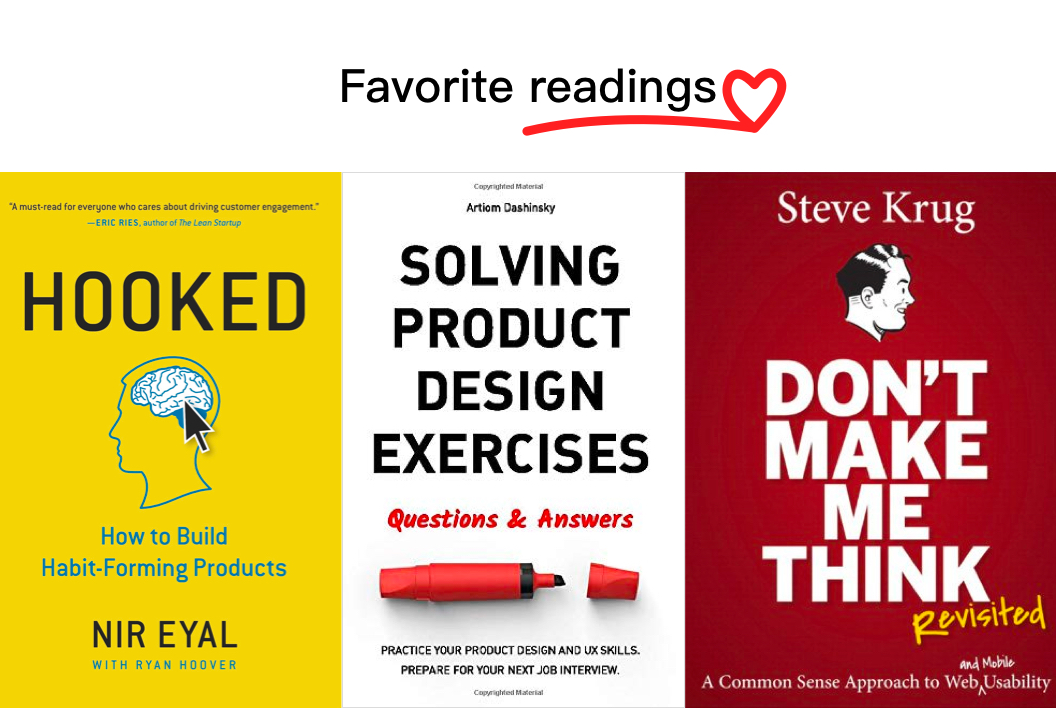 Favorite readings
"A must-read for everyone who cares about driving customer engagement."
—ERIC RIES, author of The Lean Startup
HOOKED
How to Build
Habit-Forming Products
NIR EYAL
WITH RYAN HOOVER
Copyrighted Material
Artiom Dashinsky
SOLVING
PRODUCT
DESIGN
EXERCISES
Questions & Answers
PRACTICE YOUR PRODUCT DESIGN AND UX SKILLS.
PREPARE FOR YOUR NEXT JOB INTERVIEW.
Copyrighted Material
Steve Krug
DON'T
MAKE
ME
THINK
Revisited
and Mobile
A Common Sense Approach to Web Usability